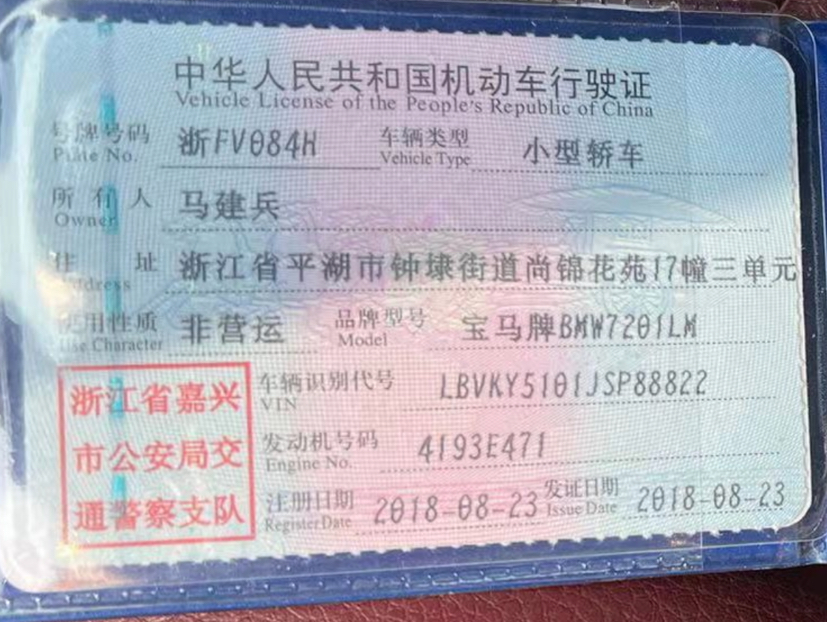 中华人民共和国机动车行驶证
Vehicle License of the People's Republic of China
号牌号码 浙FV084H 车辆类型 小型轿车
Plate No. Vehicle Type
所有人 马建兵
Owner
住址 浙江省平湖市钟埭街道尚锦花苑17幢三单元
Address
使用性质 非营运 品牌型号 宝马牌BMW7201LM
Use Character Model
浙江省嘉兴
市公安局交
通警察支队
车辆识别代号 LBVKY5101JSP88822
VIN
发动机号码 4193E471
Engine No.
注册日期 2018-08-23 发证日期 2018-08-23
Register Date Issue Date